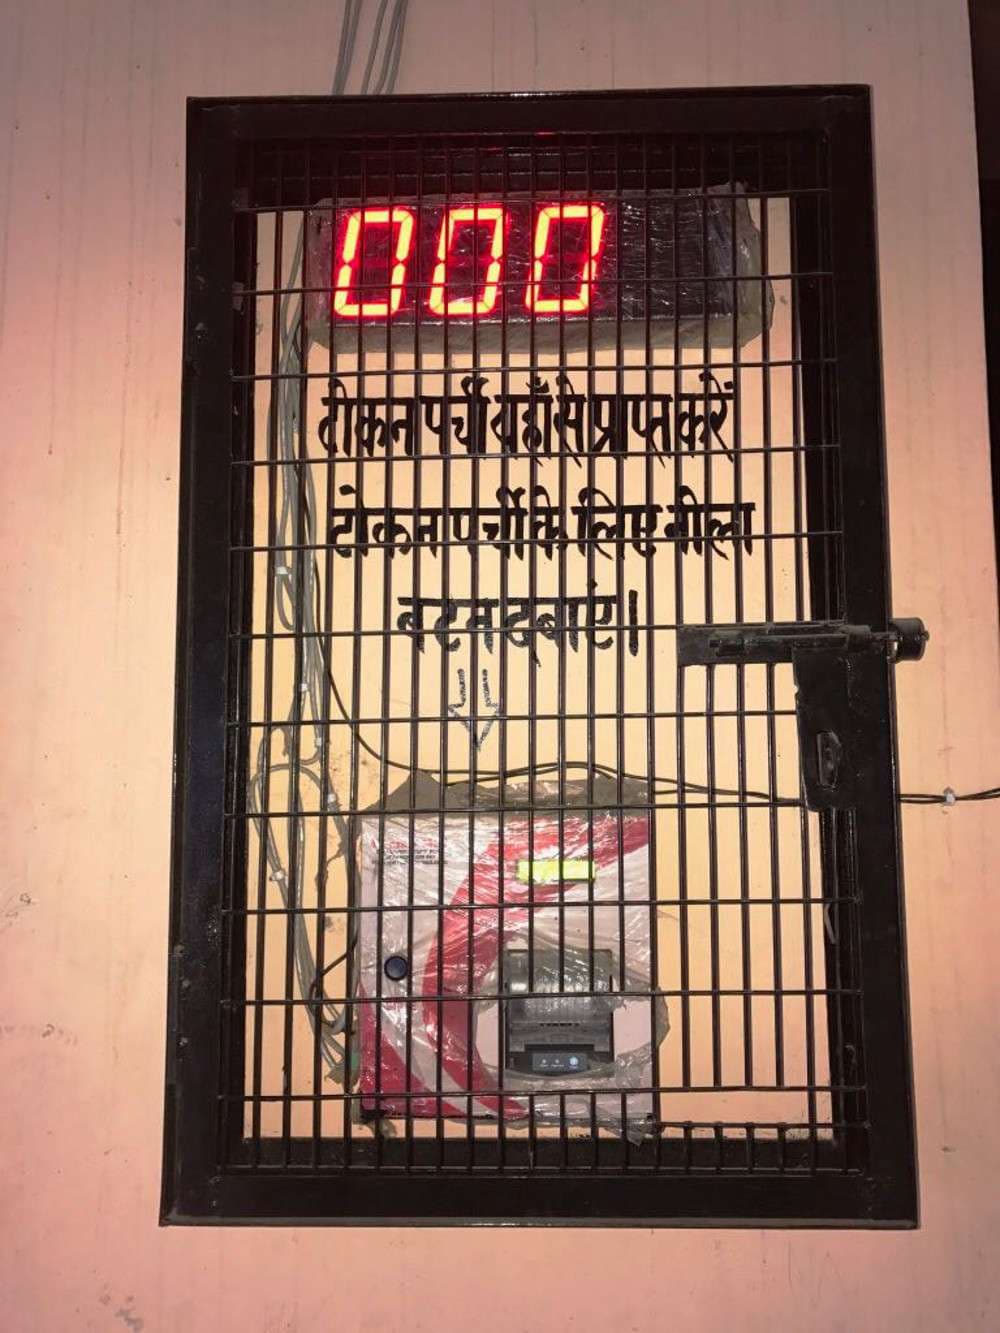 000
टोकन पर्ची यहाँ से प्राप्त करें
टोकन पर्ची के लिए नीला
बटन दबाएं।